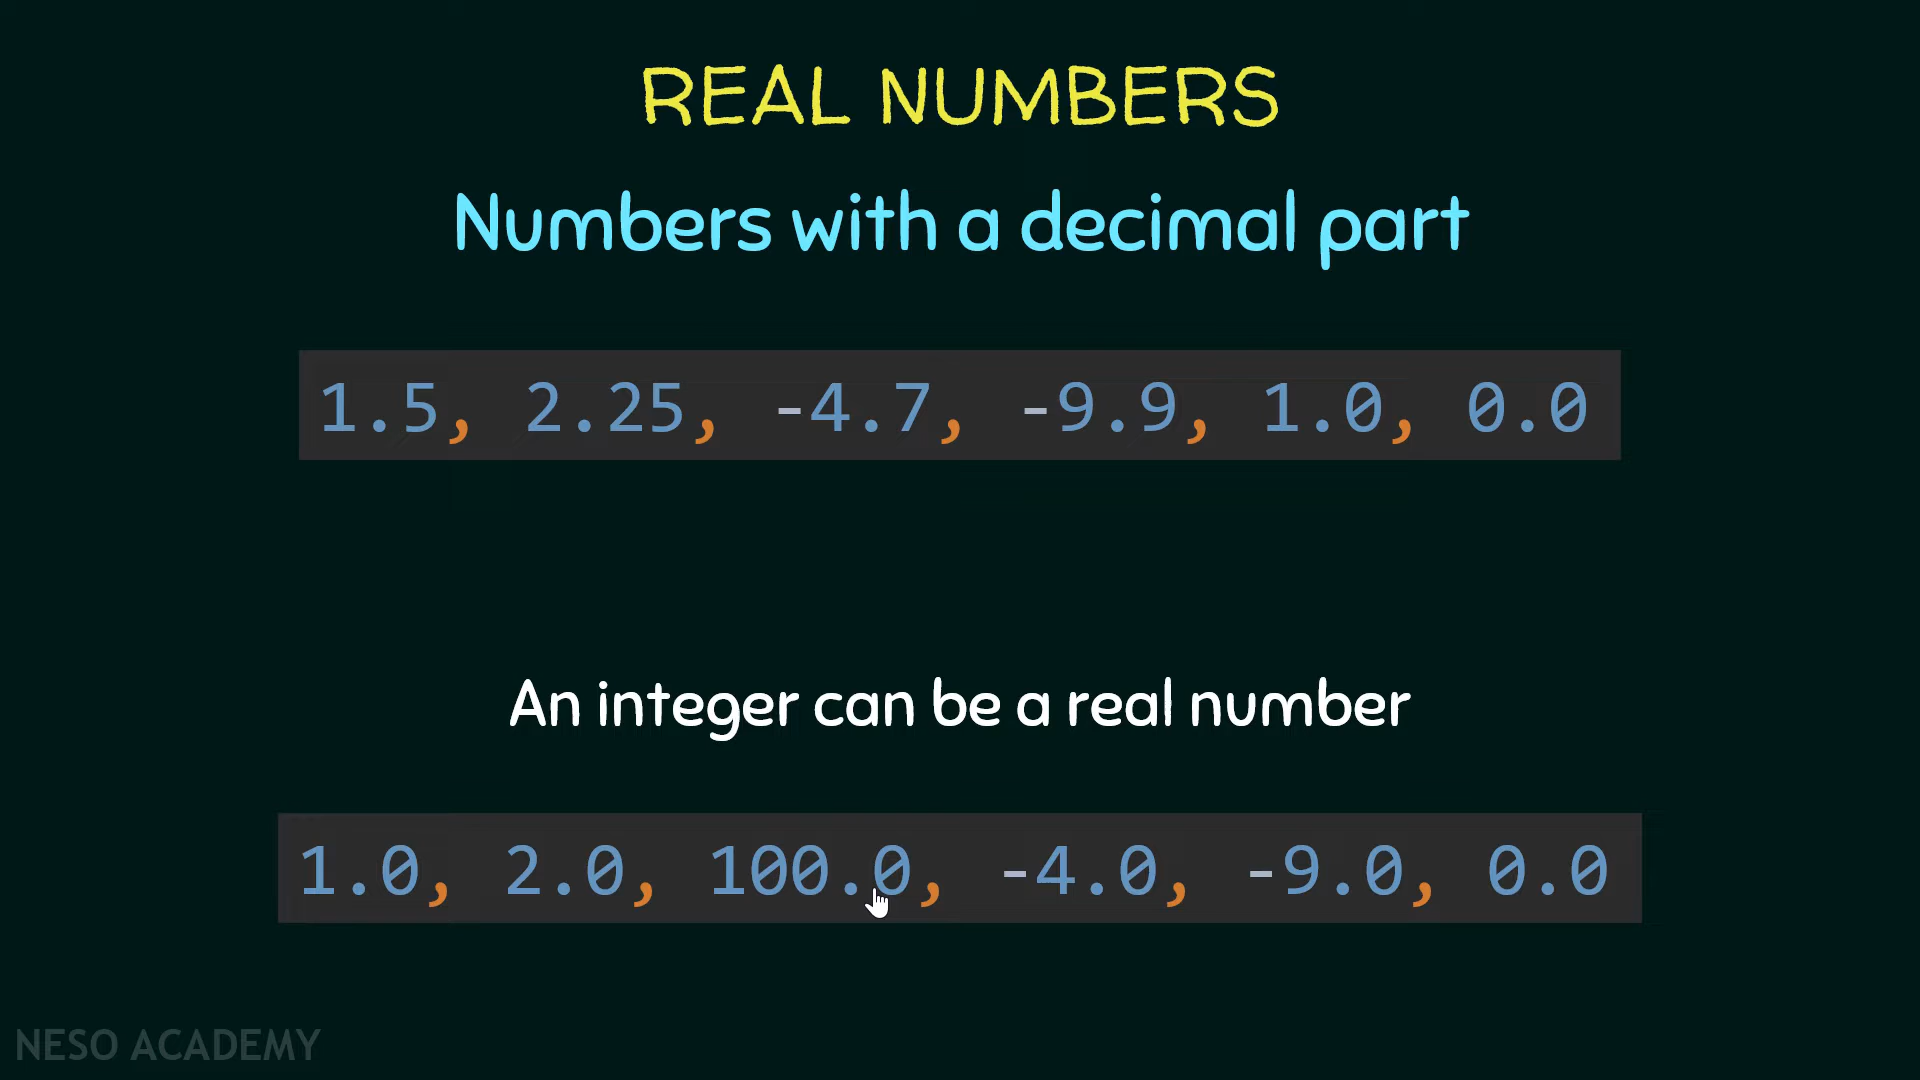 REAL NUMBERS
Numbers with a decimal part
1.5, 2.25, -4.7, -9.9, 1.0, 0.0
An integer can be a real number
1.0, 2.0, 100.0, -4.0, -9.0, 0.0
NESO ACADEMY